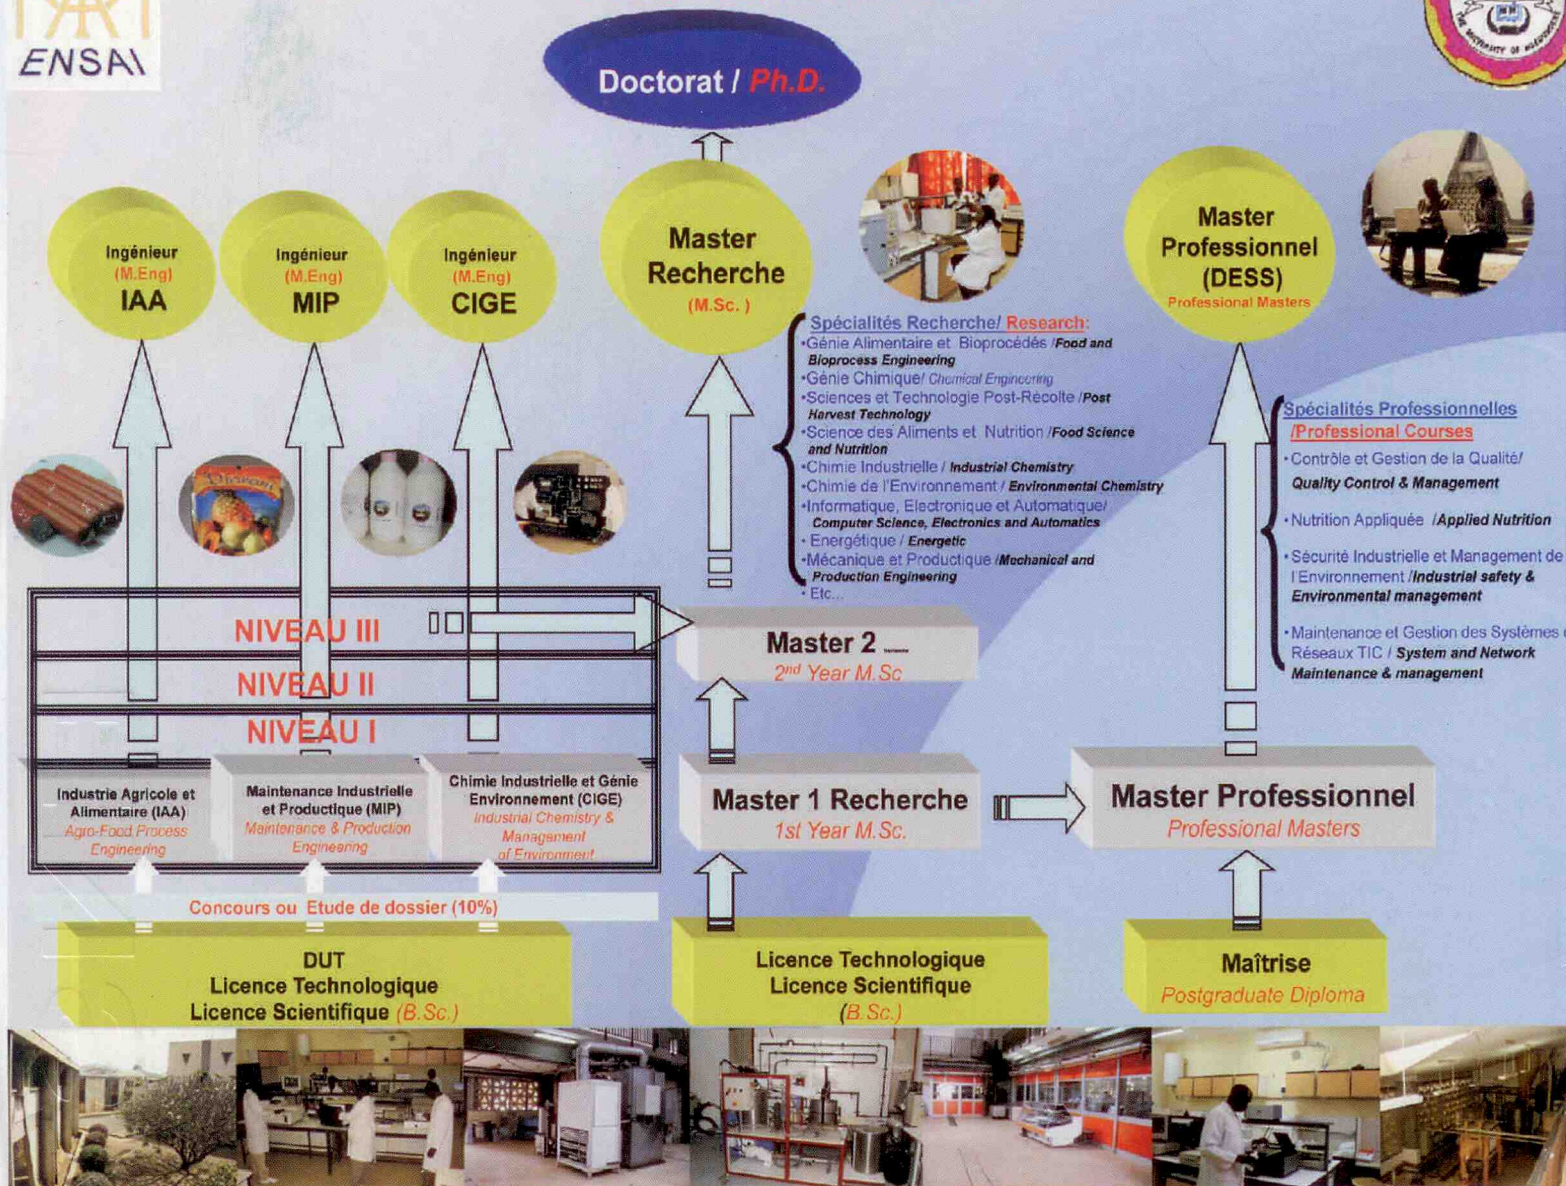 ENSAI
THE UNIVERSITY OF
Doctorat / Ph.D.
Ingénieur
(M.Eng)
IAA
Ingénieur
(M.Eng)
MIP
Ingénieur
(M.Eng)
CIGE
Master
Recherche
(M.Sc. )
Master
Professionnel
(DESS)
Professional Masters
Spécialités Recherche/ Research:
•Génie Alimentaire et Bioprocédés /Food and
Bioprocess Engineering
•Génie Chimique/ Chemical Engineering
•Sciences et Technologie Post-Récolte /Post
Harvest Technology
•Science des Aliments et Nutrition /Food Science
and Nutrition
•Chimie Industrielle / Industrial Chemistry
•Chimie de l'Environnement / Environmental Chemistry
•Informatique, Electronique et Automatique/
Computer Science, Electronics and Automatics
• Energétique / Energetic
•Mécanique et Productique /Mechanical and
Production Engineering
• Etc...
Spécialités Professionnelles
/Professional Courses
• Contrôle et Gestion de la Qualité/
Quality Control & Management
• Nutrition Appliquée /Applied Nutrition
• Sécurité Industrielle et Management de
l'Environnement /Industrial safety &
Environmental management
• Maintenance et Gestion des Systèmes
Réseaux TIC / System and Network
Maintenance & management
NIVEAU III
NIVEAU II
NIVEAU I
Master 2
2nd Year M.Sc
Industrie Agricole et
Alimentaire (IAA)
Agro-Food Process
Engineering
Maintenance Industrielle
et Productique (MIP)
Maintenance & Production
Engineering
Chimie Industrielle et Génie
Environnement (CIGE)
Industrial Chemistry &
Management
of Environment
Master 1 Recherche
1st Year M.Sc.
Master Professionnel
Professional Masters
Concours ou Etude de dossier (10%)
DUT
Licence Technologique
Licence Scientifique (B.Sc.)
Licence Technologique
Licence Scientifique
(B.Sc.)
Maîtrise
Postgraduate Diploma